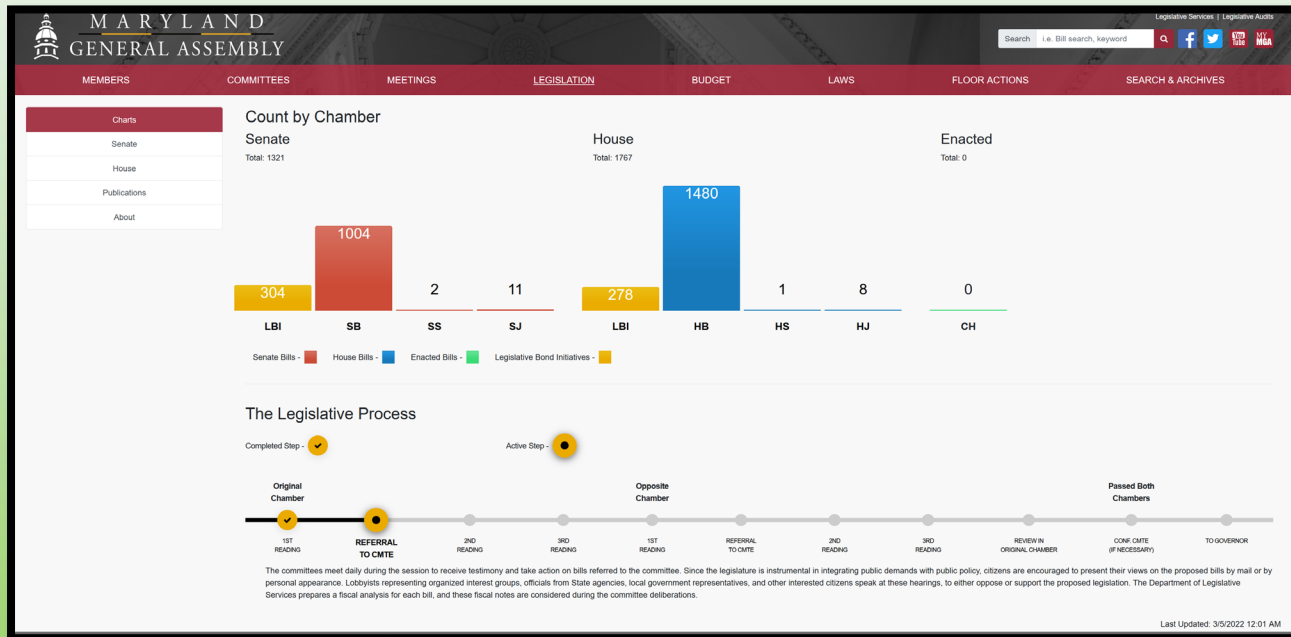 Legislative Services | Legislative Audits
MARYLAND
GENERAL ASSEMBLY
Search i.e. Bill search, keyword
You Tube
MY MGA
MEMBERS COMMITTEES MEETINGS LEGISLATION BUDGET LAWS FLOOR ACTIONS SEARCH & ARCHIVES
Charts
Senate
House
Publications
About
Count by Chamber
Senate House Enacted
Total: 1321 Total: 1767 Total: 0
304 1004 2 11 278 1480 1 8 0
LBI SB SS SJ LBI HB HS HJ CH
Senate Bills - House Bills - Enacted Bills - Legislative Bond Initiatives -
The Legislative Process
Completed Step - Active Step -
Original Opposite Passed Both
Chamber Chamber Chambers
1ST REFERRAL 2ND 3RD 1ST REFERRAL 2ND 3RD REVIEW IN CONF. CMTE TO GOVERNOR
READING TO CMTE READING READING READING TO CMTE READING READING ORIGINAL CHAMBER (IF NECESSARY)
The committees meet daily during the session to receive testimony and take action on bills referred to the committee. Since the legislature is instrumental in integrating public demands with public policy, citizens are encouraged to present their views on the proposed bills by mail or by
personal appearance. Lobbyists representing organized interest groups, officials from State agencies, local government representatives, and other interested citizens speak at these hearings, to either oppose or support the proposed legislation. The Department of Legislative
Services prepares a fiscal analysis for each bill, and these fiscal notes are considered during the committee deliberations.
Last Updated: 3/5/2022 12:01 AM